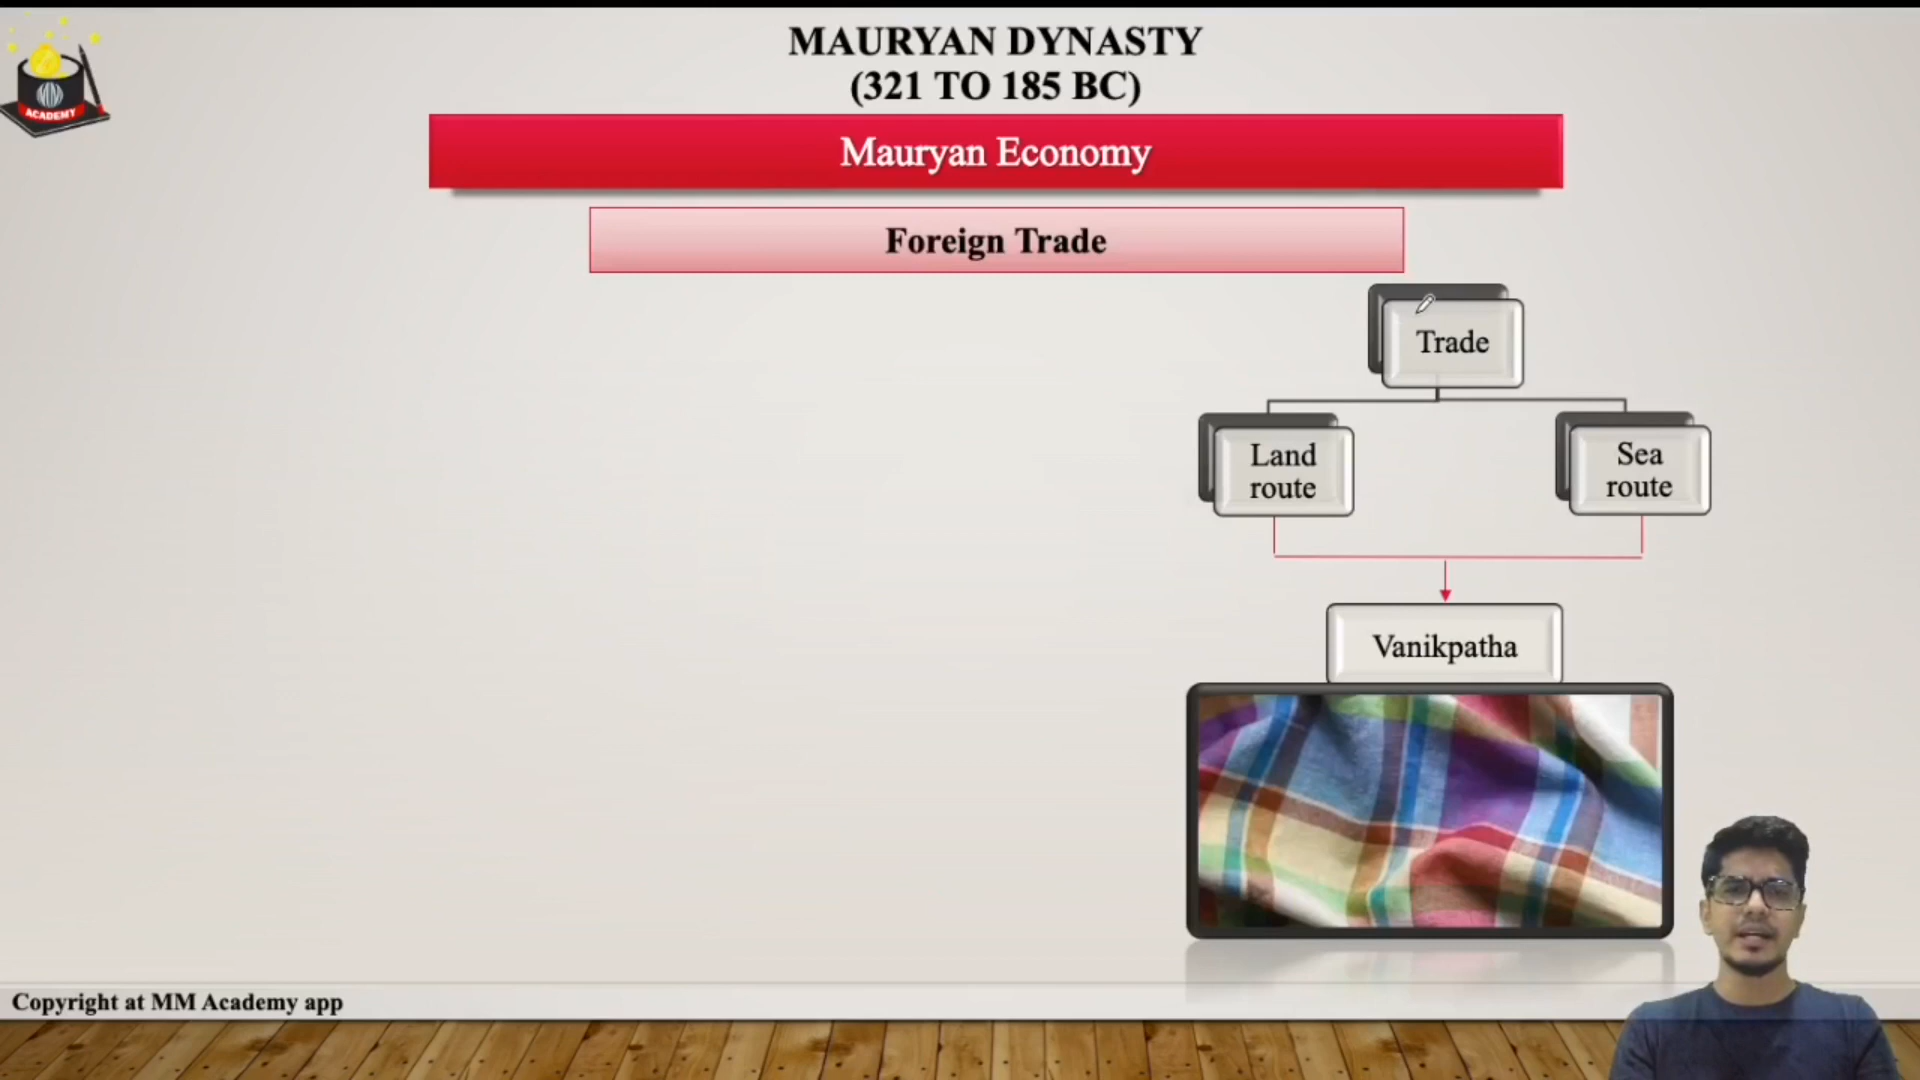 ACADEMY
MAURYAN DYNASTY
(321 TO 185 BC)
Mauryan Economy
Foreign Trade
Trade
Land
route
Sea
route
Vanikpatha
Copyright at MM Academy app